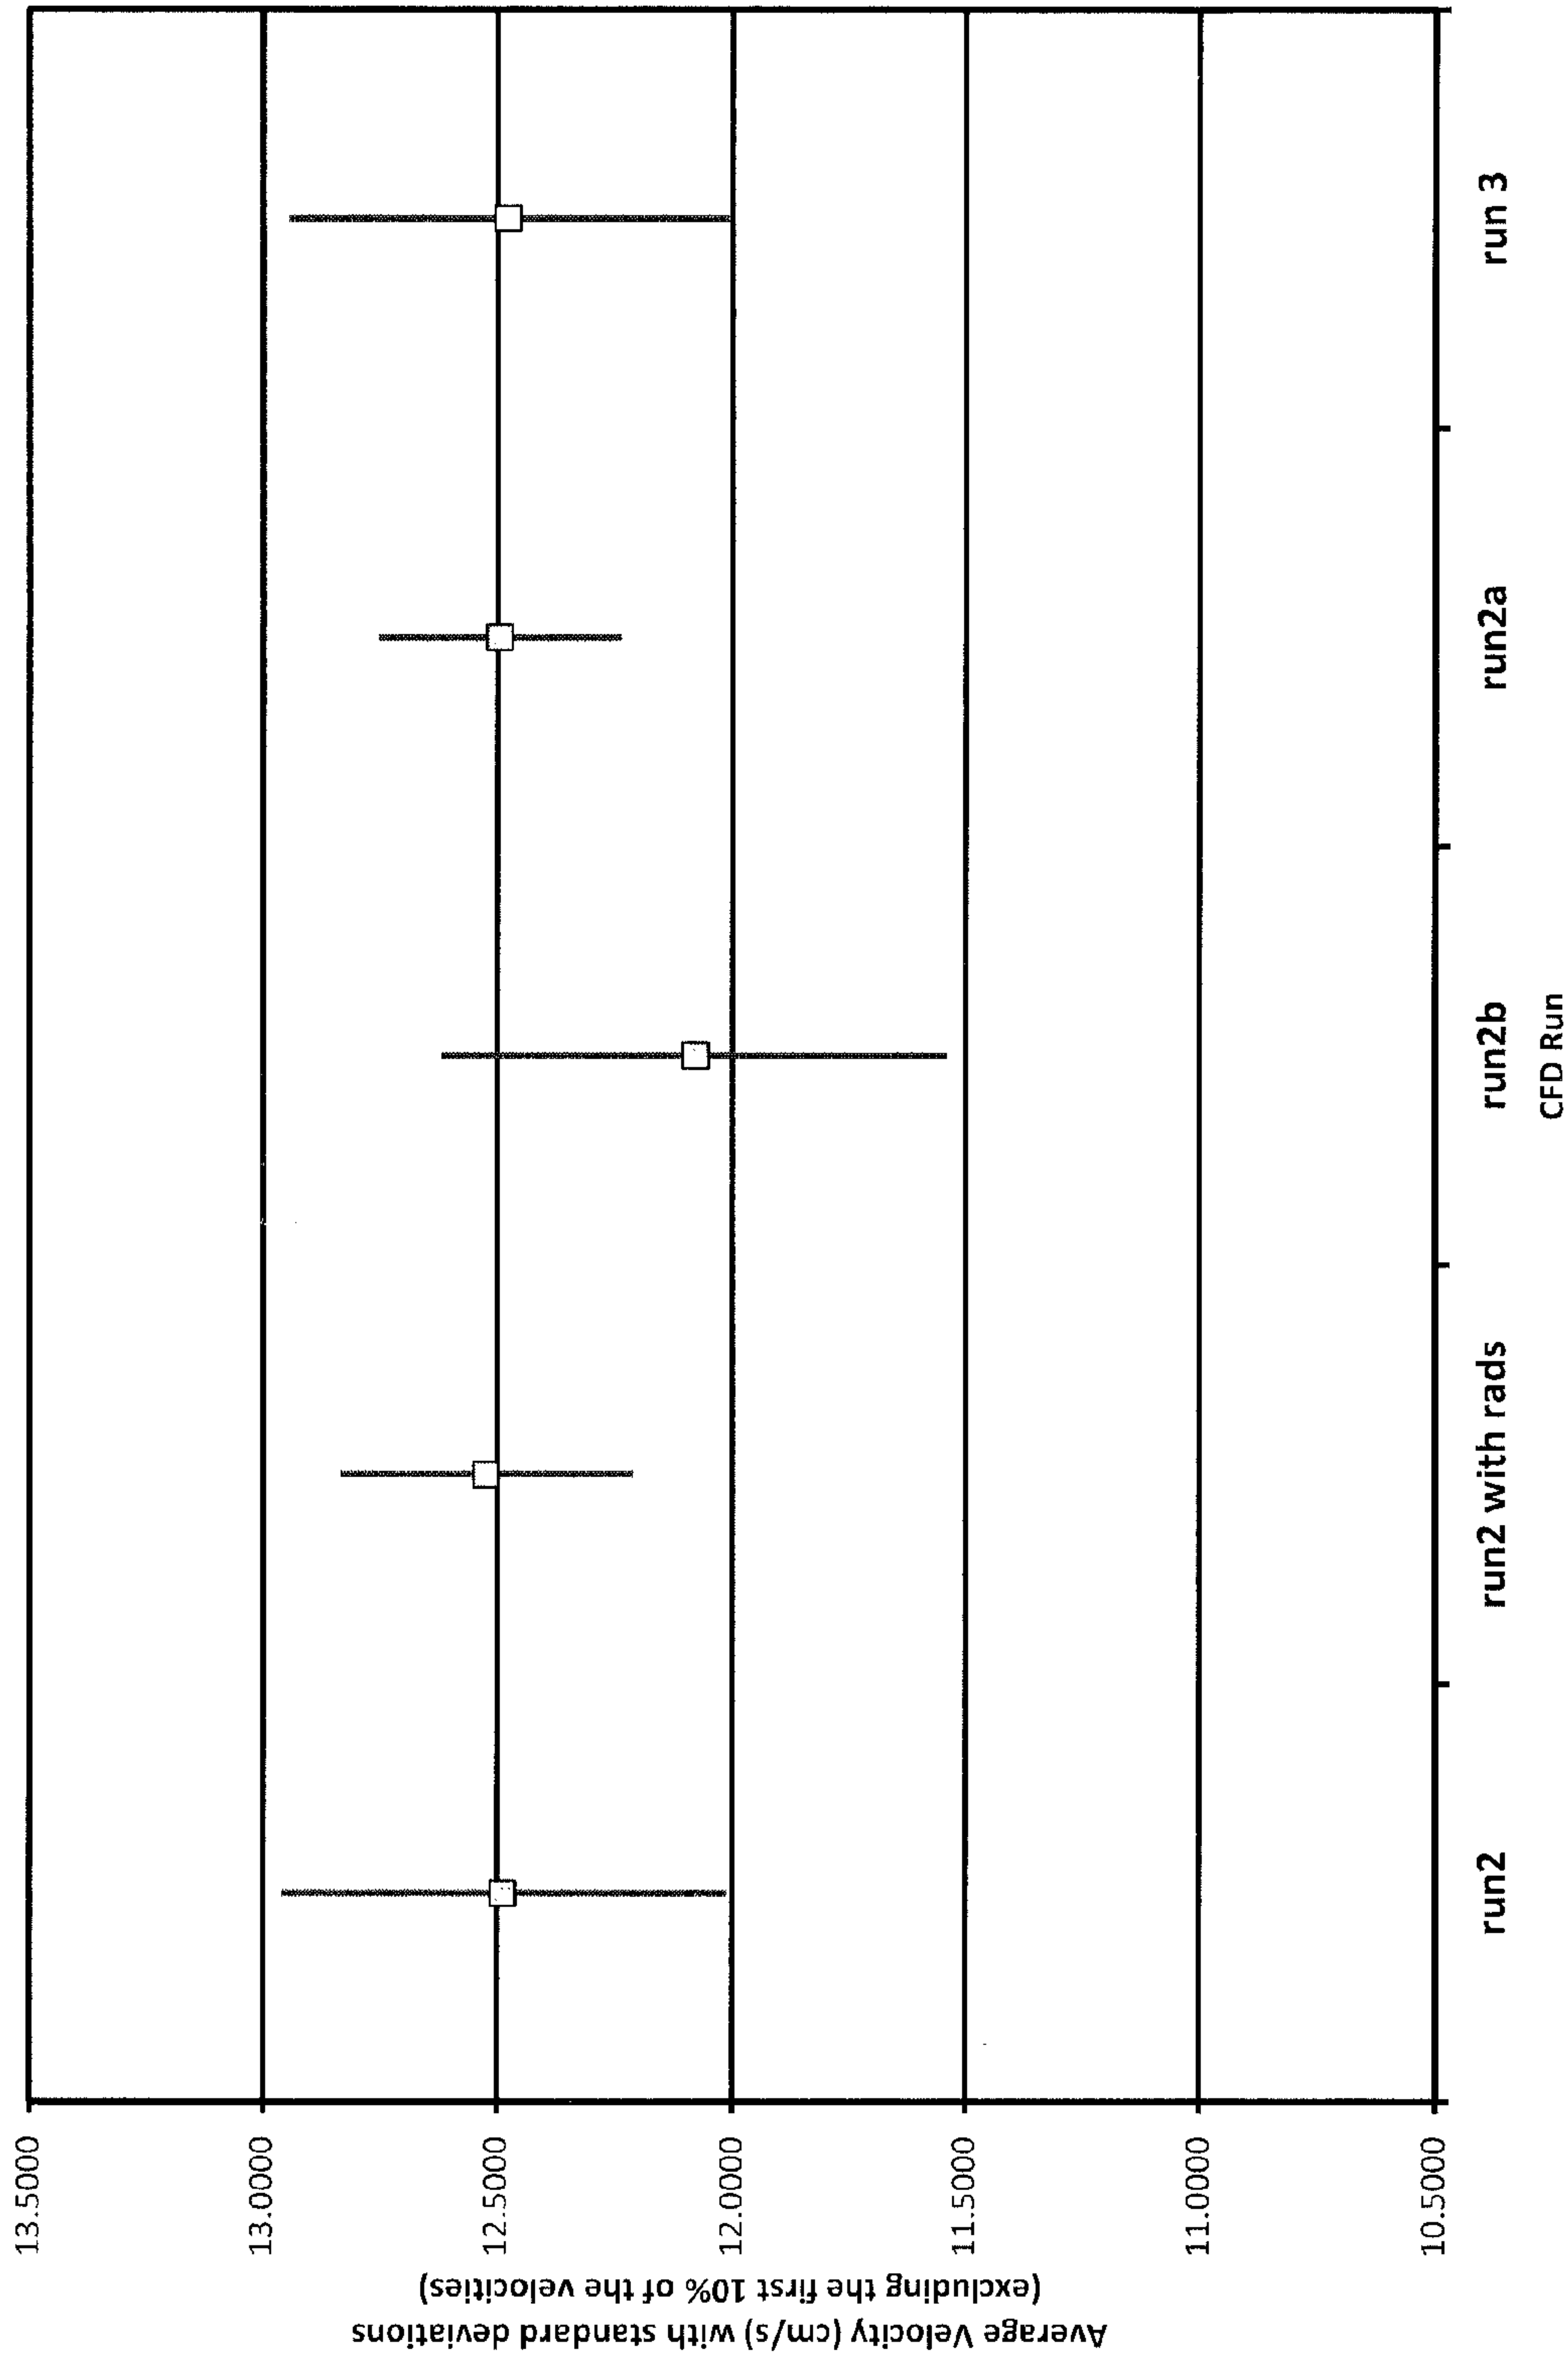 Average Velocity (cm/s) with standard deviations
(excluding the first 10% of the velocities)
13.5000
13.0000
12.5000
12.0000
11.5000
11.0000
10.5000
run2
run2 with rads
run2b
run2a
run 3
CFD Run